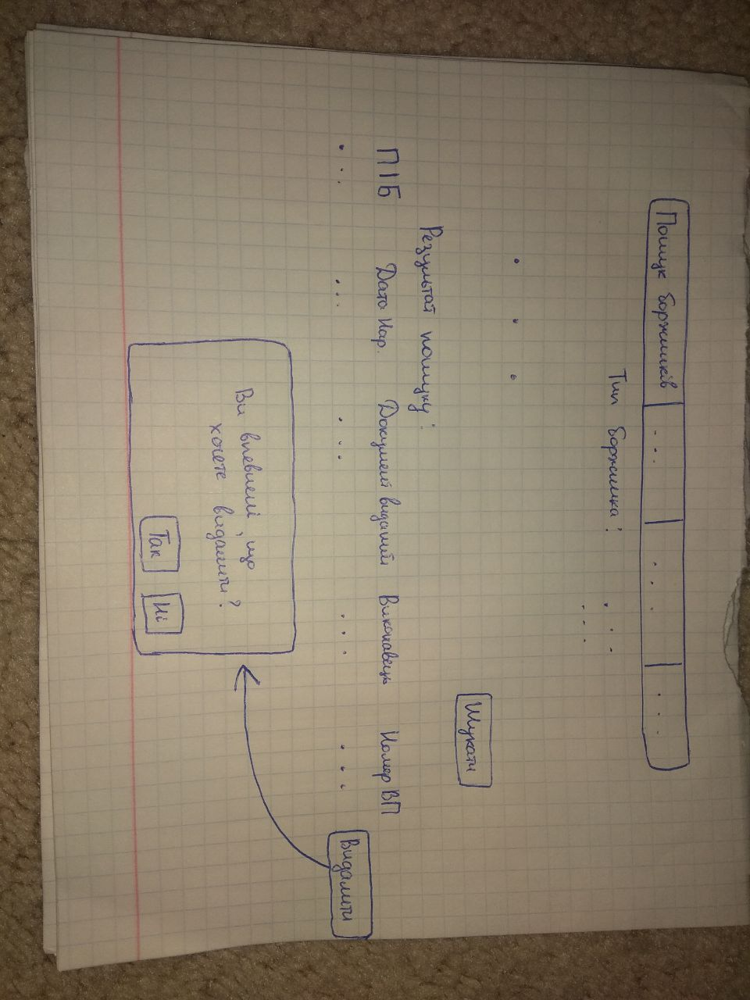 Пошук боржників ... ... ...
Тип боржника: ...
...
...
Шукати
Результат пошуку:
ПІБ Дата Нар. Документ виданий Виконавець Номер ВП
... ... ... ... ... Видалити
Ви впевнені, що
хочете видалити?
Так Ні